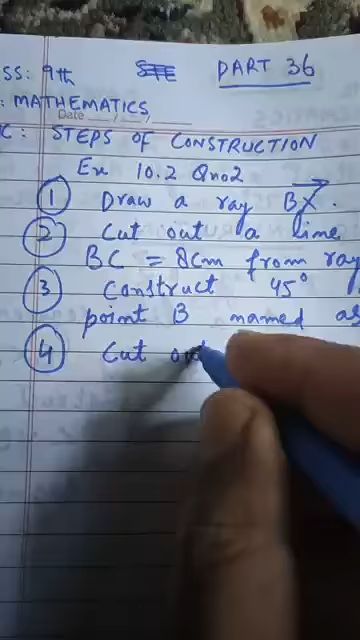 SS: 9th PART 36
: MATHEMATICS
Date
C: STEPS OF CONSTRUCTION
Ex 10.2 Qno2
1 Draw a ray BX.
2 Cut out a line
BC = 8cm from ray
3 Construct 45°
point B named as
4 Cut out